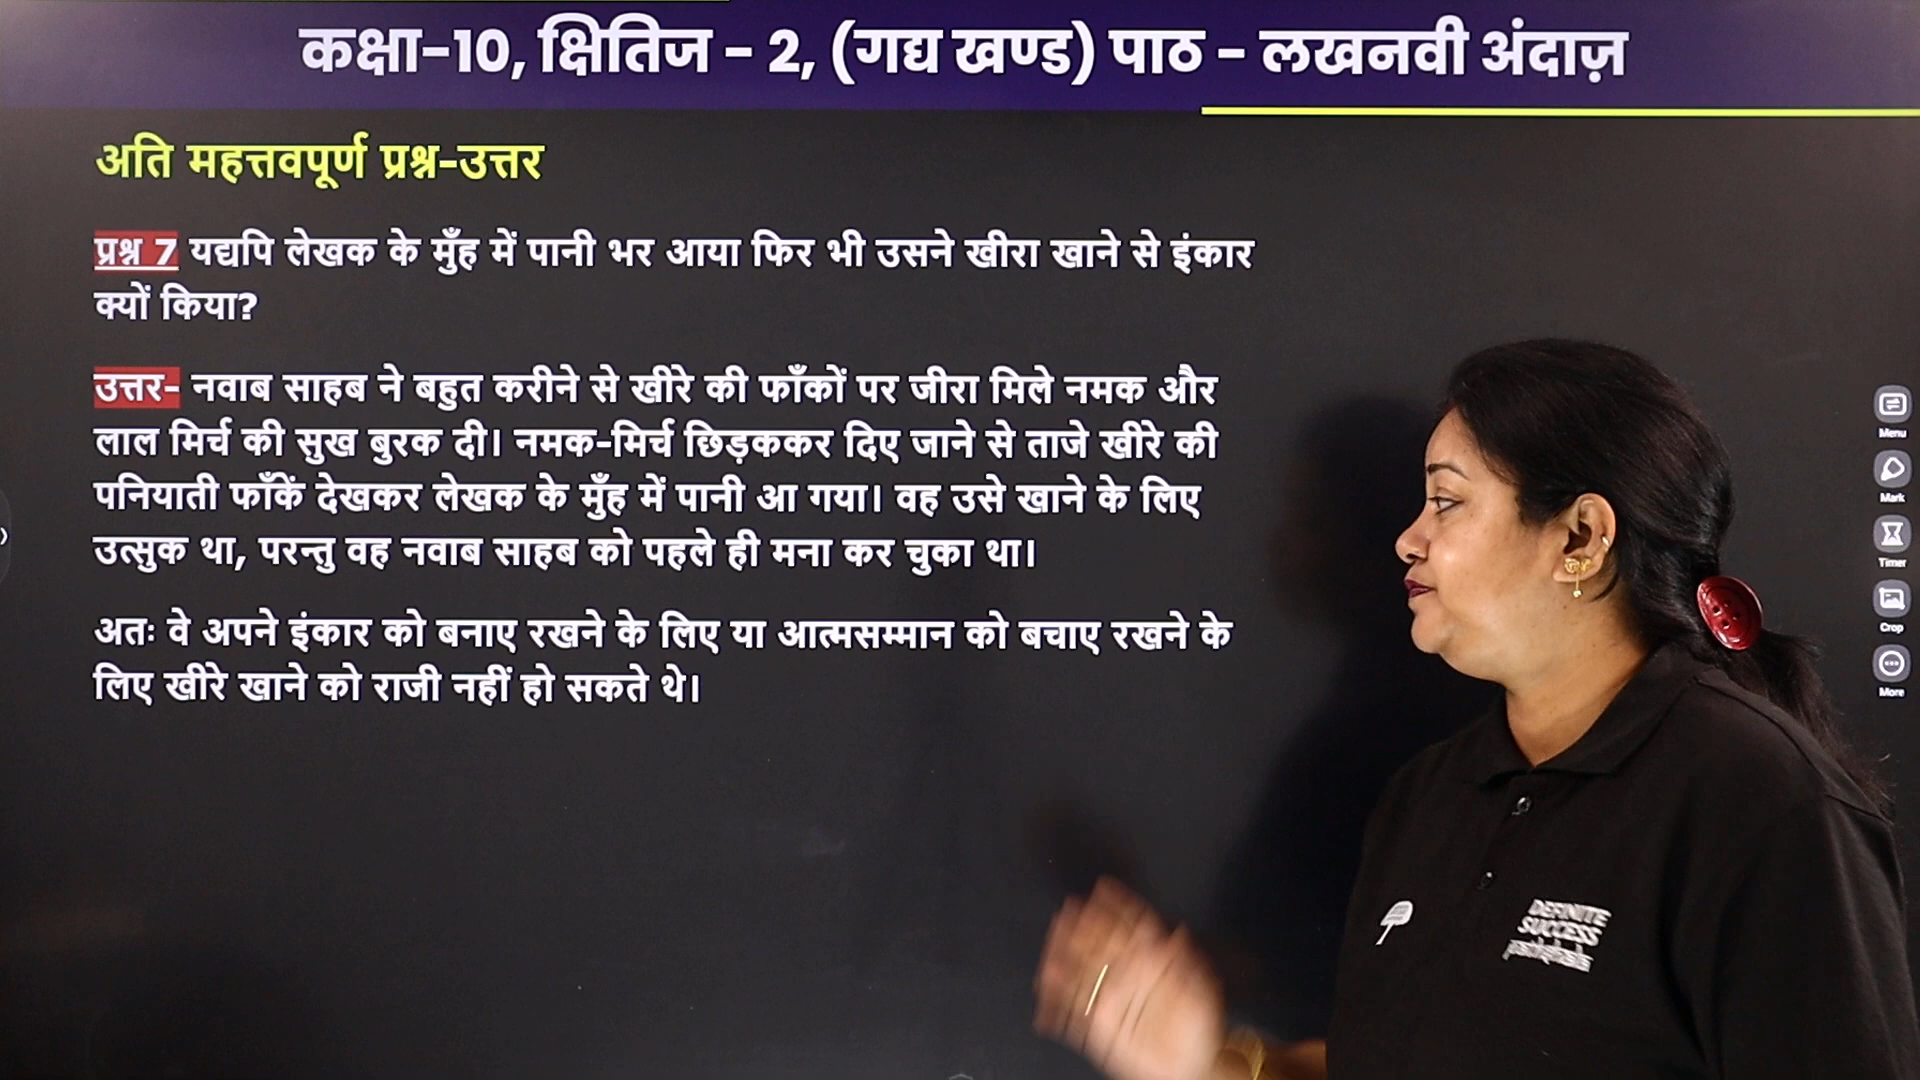 कक्षा-10, क्षितिज - 2, (गद्य खण्ड) पाठ - लखनवी अंदाज़
अति महत्तवपूर्ण प्रश्न-उत्तर
प्रश्न 7 यद्यपि लेखक के मुँह में पानी भर आया फिर भी उसने खीरा खाने से इंकार
क्यों किया?
उत्तर- नवाब साहब ने बहुत करीने से खीरे की फाँकों पर जीरा मिले नमक और
लाल मिर्च की सुख बुरक दी। नमक-मिर्च छिड़ककर दिए जाने से ताजे खीरे की
पनियाती फाँकें देखकर लेखक के मुँह में पानी आ गया। वह उसे खाने के लिए
उत्सुक था, परन्तु वह नवाब साहब को पहले ही मना कर चुका था।
अतः वे अपने इंकार को बनाए रखने के लिए या आत्मसम्मान को बचाए रखने के
लिए खीरे खाने को राजी नहीं हो सकते थे।
Menu
Mark
Timer
Crop
More
DEFINITE
SUCCESS